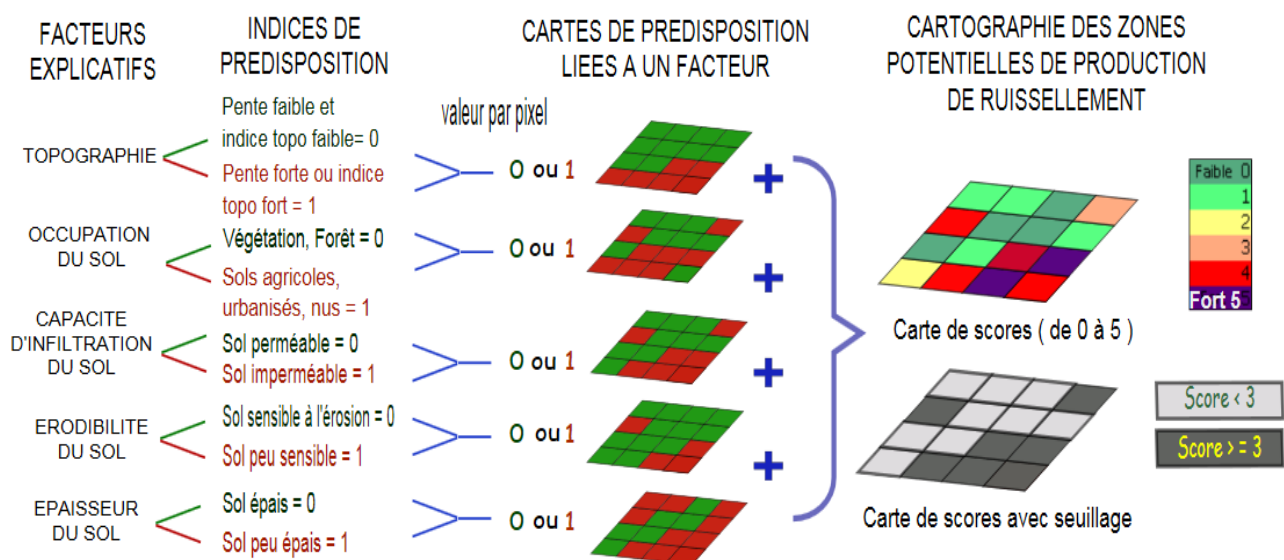 FACTEURS
EXPLICATIFS
INDICES DE
PREDISPOSITION
CARTES DE PREDISPOSITION
LIEES A UN FACTEUR
CARTOGRAPHIE DES ZONES
POTENTIELLES DE PRODUCTION
DE RUISSELLEMENT
valeur par pixel
TOPOGRAPHIE
Pente faible et
indice topo faible= 0
Pente forte ou indice
topo fort = 1
0 ou 1
OCCUPATION
DU SOL
Végétation, Forêt = 0
Sols agricoles,
urbanisés, nus = 1
0 ou 1
CAPACITE
D'INFILTRATION
DU SOL
Sol perméable = 0
Sol imperméable = 1
0 ou 1
ERODIBILITE
DU SOL
Sol sensible à l'érosion = 0
Sol peu sensible = 1
0 ou 1
EPAISSEUR
DU SOL
Sol épais = 0
Sol peu épais = 1
0 ou 1
+
+
+
+
Faible 0
1
2
3
4
Fort 5
Carte de scores ( de 0 à 5 )
Score < 3
Score > = 3
Carte de scores avec seuillage